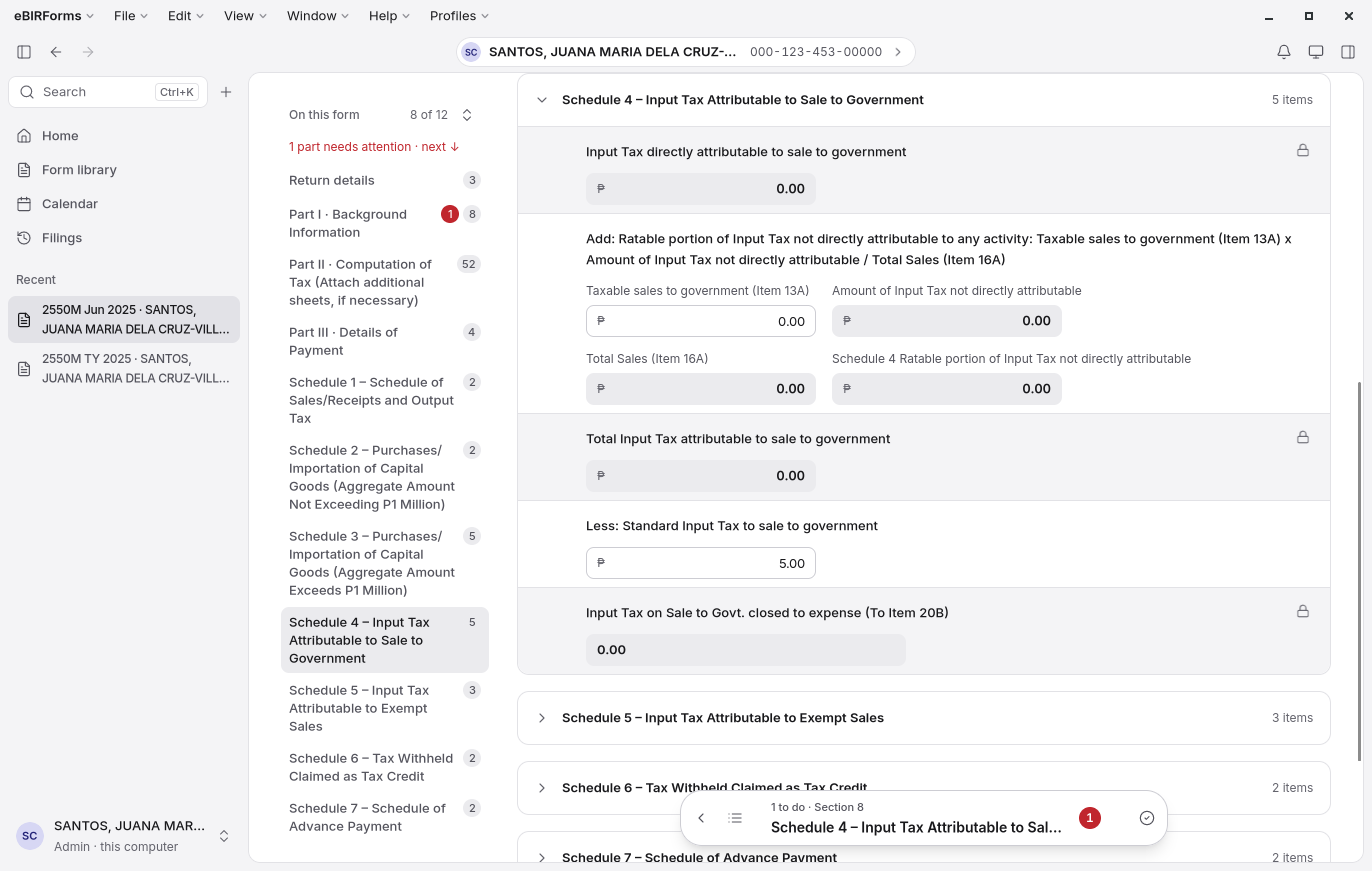 eBIRForms File Edit View Window Help Profiles
SC SANTOS, JUANA MARIA DELA CRUZ-... 000-123-453-00000
Search Ctrl+K
Home
Form library
Calendar
Filings
Recent
2550M Jun 2025 · SANTOS,
JUANA MARIA DELA CRUZ-VILL...
2550M TY 2025 · SANTOS,
JUANA MARIA DELA CRUZ-VILL...
SC SANTOS, JUANA MAR...
Admin · this computer
On this form 8 of 12
1 part needs attention · next ↓
Return details 3
Part I · Background 1 8
Information
Part II · Computation of 52
Tax (Attach additional
sheets, if necessary)
Part III · Details of 4
Payment
Schedule 1 – Schedule of 2
Sales/Receipts and Output
Tax
Schedule 2 – Purchases/ 2
Importation of Capital
Goods (Aggregate Amount
Not Exceeding P1 Million)
Schedule 3 – Purchases/ 5
Importation of Capital
Goods (Aggregate Amount
Exceeds P1 Million)
Schedule 4 – Input Tax 5
Attributable to Sale to
Government
Schedule 5 – Input Tax 3
Attributable to Exempt
Sales
Schedule 6 – Tax Withheld 2
Claimed as Tax Credit
Schedule 7 – Schedule of 2
Advance Payment
Schedule 4 – Input Tax Attributable to Sale to Government 5 items
Input Tax directly attributable to sale to government
₱ 0.00
Add: Ratable portion of Input Tax not directly attributable to any activity: Taxable sales to government (Item 13A) x
Amount of Input Tax not directly attributable / Total Sales (Item 16A)
Taxable sales to government (Item 13A) Amount of Input Tax not directly attributable
₱ 0.00 ₱ 0.00
Total Sales (Item 16A) Schedule 4 Ratable portion of Input Tax not directly attributable
₱ 0.00 ₱ 0.00
Total Input Tax attributable to sale to government
₱ 0.00
Less: Standard Input Tax to sale to government
₱ 5.00
Input Tax on Sale to Govt. closed to expense (To Item 20B)
0.00
Schedule 5 – Input Tax Attributable to Exempt Sales 3 items
Schedule 6 – Tax Withheld Claimed as Tax Credit 2 items
1 to do · Section 8
Schedule 4 – Input Tax Attributable to Sal... 1
Schedule 7 – Schedule of Advance Payment 2 items